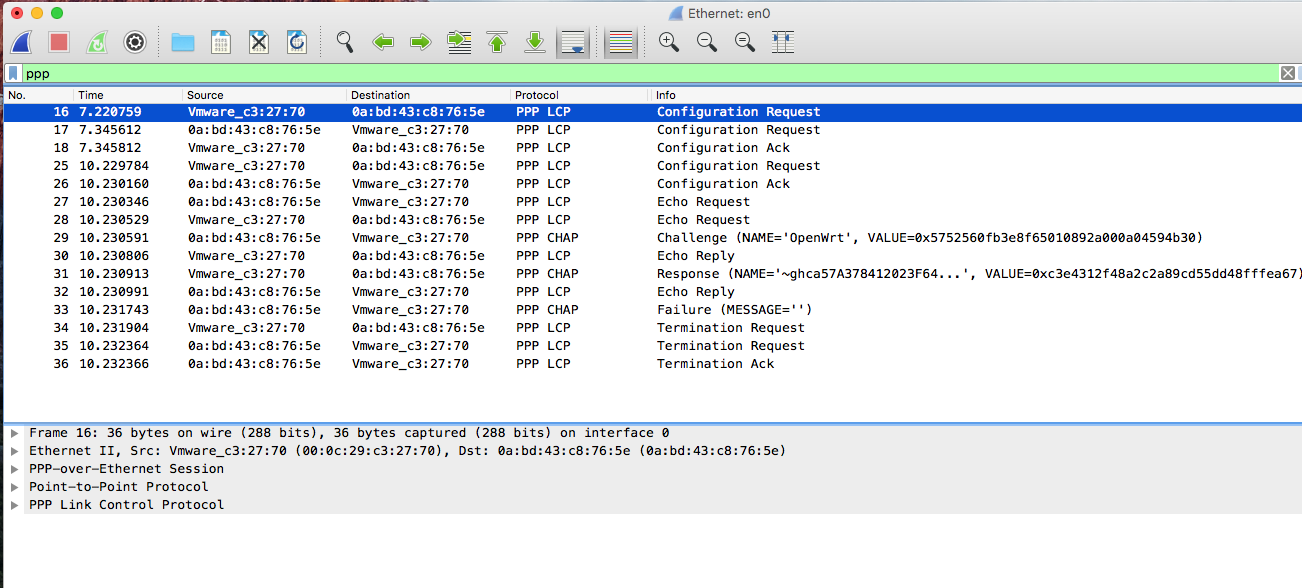 Ethernet: en0
ppp
No. Time Source Destination Protocol Info
16 7.220759 Vmware_c3:27:70 0a:bd:43:c8:76:5e PPP LCP Configuration Request
17 7.345612 0a:bd:43:c8:76:5e Vmware_c3:27:70 PPP LCP Configuration Request
18 7.345812 Vmware_c3:27:70 0a:bd:43:c8:76:5e PPP LCP Configuration Ack
25 10.229784 Vmware_c3:27:70 0a:bd:43:c8:76:5e PPP LCP Configuration Request
26 10.230160 0a:bd:43:c8:76:5e Vmware_c3:27:70 PPP LCP Configuration Ack
27 10.230346 0a:bd:43:c8:76:5e Vmware_c3:27:70 PPP LCP Echo Request
28 10.230529 Vmware_c3:27:70 0a:bd:43:c8:76:5e PPP LCP Echo Request
29 10.230591 0a:bd:43:c8:76:5e Vmware_c3:27:70 PPP CHAP Challenge (NAME='OpenWrt', VALUE=0x5752560fb3e8f65010892a000a04594b30)
30 10.230806 Vmware_c3:27:70 0a:bd:43:c8:76:5e PPP LCP Echo Reply
31 10.230913 Vmware_c3:27:70 0a:bd:43:c8:76:5e PPP CHAP Response (NAME='~ghca57A378412023F64...', VALUE=0xc3e4312f48a2c2a89cd55dd48fffea67)
32 10.230991 0a:bd:43:c8:76:5e Vmware_c3:27:70 PPP LCP Echo Reply
33 10.231743 0a:bd:43:c8:76:5e Vmware_c3:27:70 PPP CHAP Failure (MESSAGE='')
34 10.231904 Vmware_c3:27:70 0a:bd:43:c8:76:5e PPP LCP Termination Request
35 10.232364 0a:bd:43:c8:76:5e Vmware_c3:27:70 PPP LCP Termination Request
36 10.232366 0a:bd:43:c8:76:5e Vmware_c3:27:70 PPP LCP Termination Ack
Frame 16: 36 bytes on wire (288 bits), 36 bytes captured (288 bits) on interface 0
Ethernet II, Src: Vmware_c3:27:70 (00:0c:29:c3:27:70), Dst: 0a:bd:43:c8:76:5e (0a:bd:43:c8:76:5e)
PPP-over-Ethernet Session
Point-to-Point Protocol
PPP Link Control Protocol